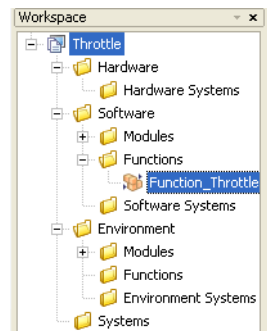 Workspace
Throttle
Hardware
Hardware Systems
Software
Modules
Functions
Function_Throttle
Software Systems
Environment
Modules
Functions
Environment Systems
Systems